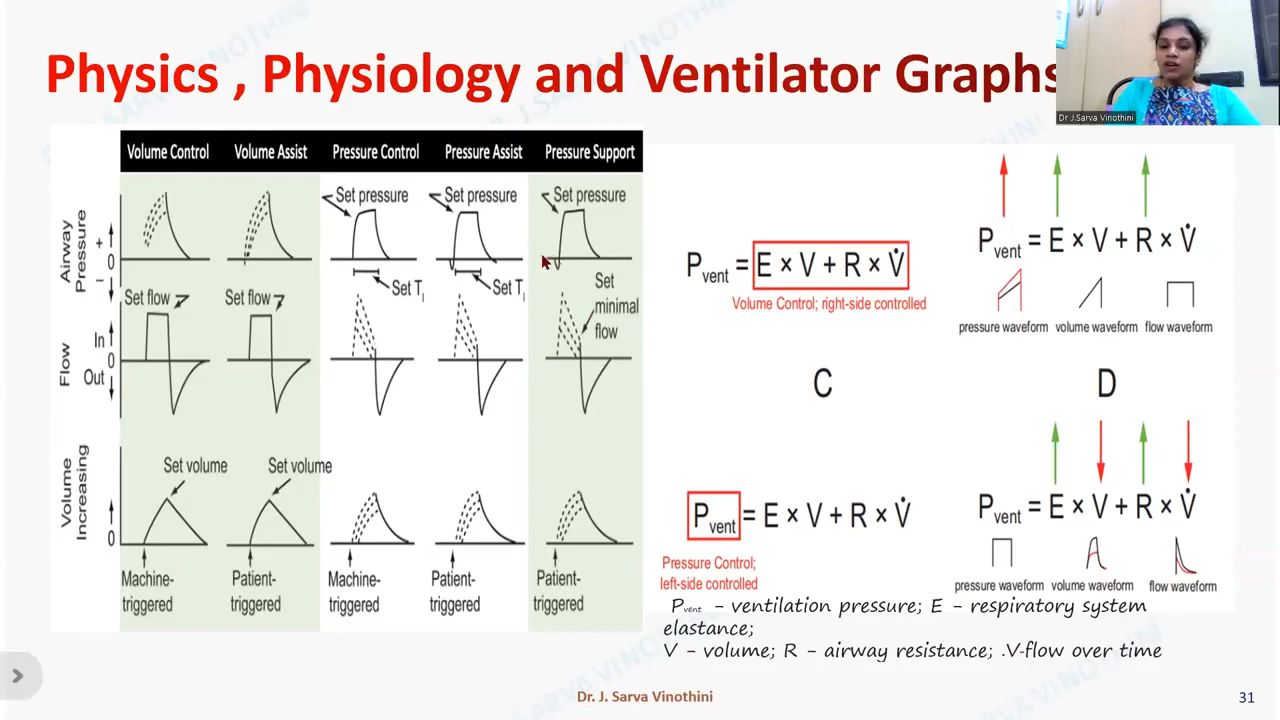 Physics , Physiology and Ventilator Graphs
Dr J.Sarva Vinothini
Volume Control Volume Assist Pressure Control Pressure Assist Pressure Support
Airway
Pressure
+
0
−
Set pressure Set pressure Set pressure
Set TI Set TI
Set flow Set flow
Set
minimal
flow
Flow
In
0
Out
Volume
Increasing
0
Set volume Set volume
Machine-
triggered
Patient-
triggered
Machine-
triggered
Patient-
triggered
Patient-
triggered
Pvent = E × V + R × V̇
Volume Control; right-side controlled
Pvent = E × V + R × V̇
pressure waveform volume waveform flow waveform
C
D
Pvent = E × V + R × V̇
Pressure Control;
left-side controlled
Pvent = E × V + R × V̇
pressure waveform volume waveform flow waveform
Pvent – ventilation pressure; E – respiratory system
elastance;
V – volume; R – airway resistance; .V-flow over time
Dr. J. Sarva Vinothini
31